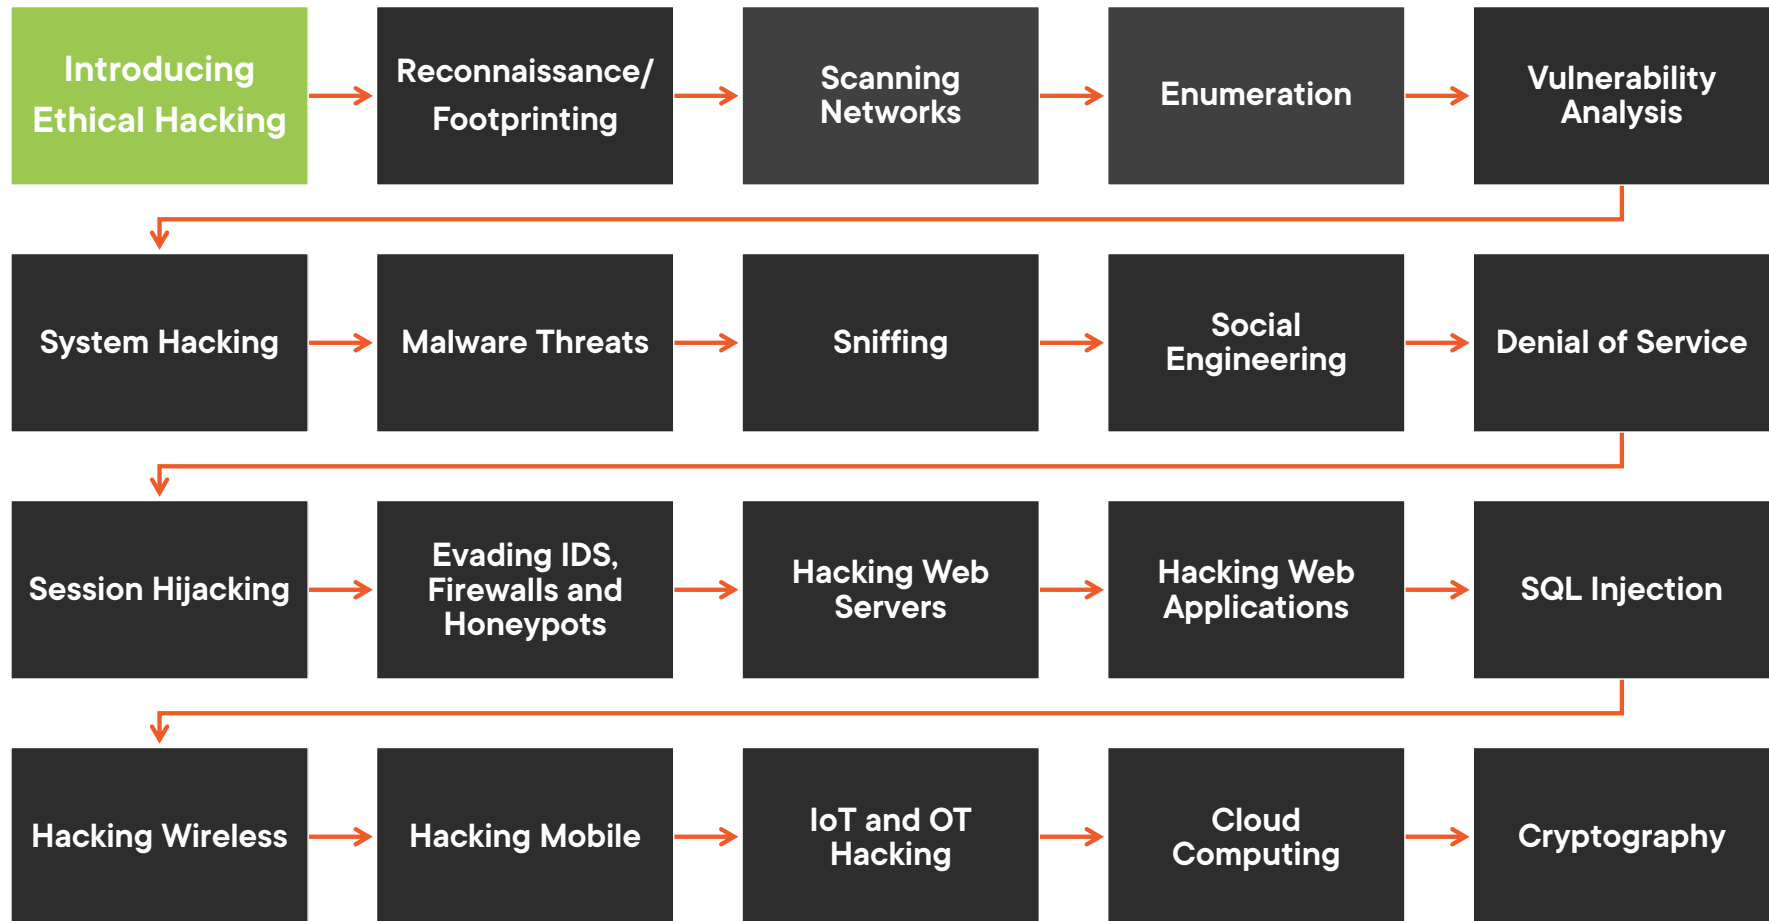 Introducing
Ethical Hacking
Reconnaissance/
Footprinting
Scanning
Networks
Enumeration
Vulnerability
Analysis
System Hacking
Malware Threats
Sniffing
Social
Engineering
Denial of Service
Session Hijacking
Evading IDS,
Firewalls and
Honeypots
Hacking Web
Servers
Hacking Web
Applications
SQL Injection
Hacking Wireless
Hacking Mobile
IoT and OT
Hacking
Cloud
Computing
Cryptography